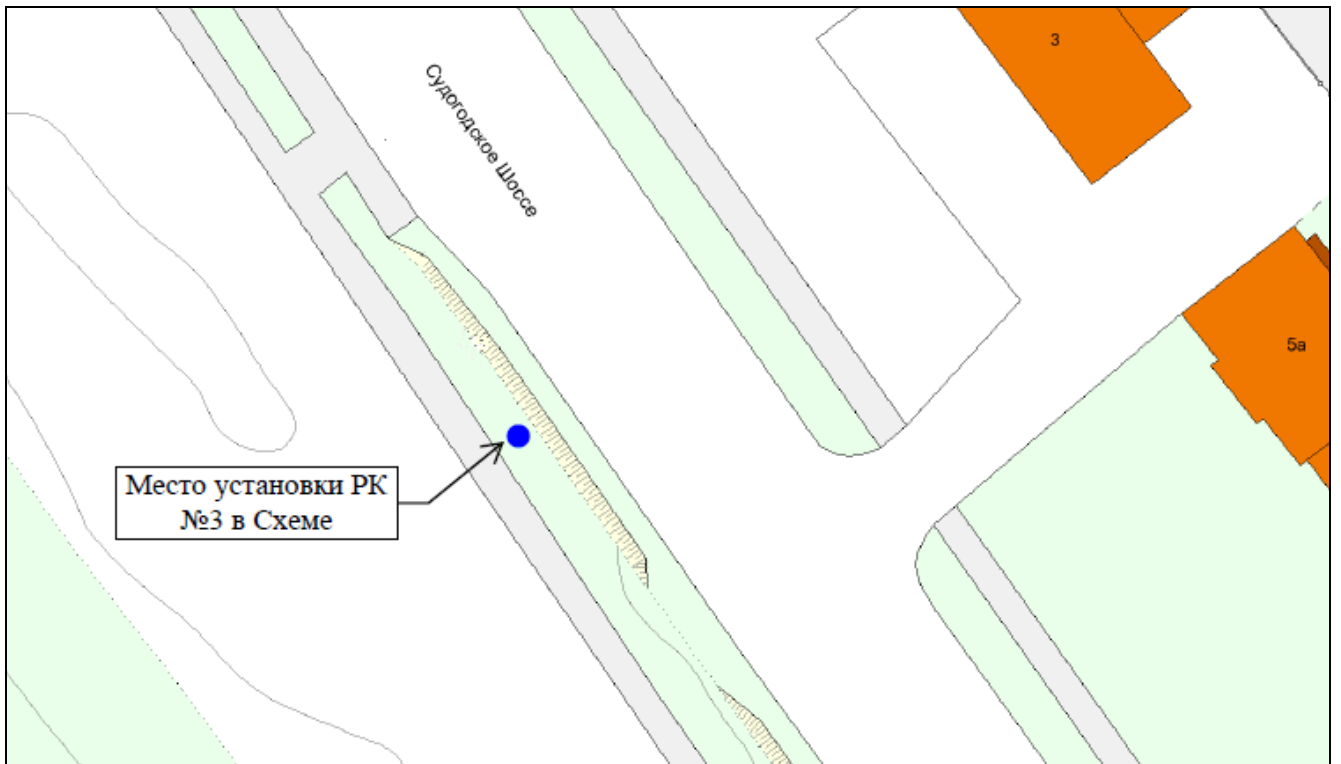 3
Судогодское Шоссе
5а
Место установки РК
№3 в Схеме